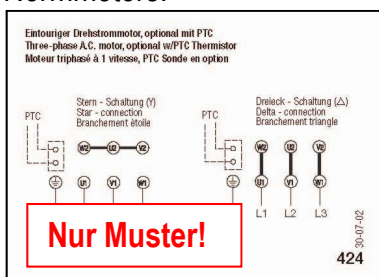 Eintouriger Drehstrommotor, optional mit PTC
Three-phase A.C. motor, optional w/PTC Thermistor
Moteur triphasé à 1 vitesse, PTC Sonde en option
Stern - Schaltung (Y)
Star - connection
Branchement étoile
PTC
W2 U2 V2
U1 V1 W1
Dreieck - Schaltung (△)
Delta - connection
Branchement triangle
PTC
W2 U2 V2
U1 V1 W1
L1 L2 L3
Nur Muster!
30-07-02
424